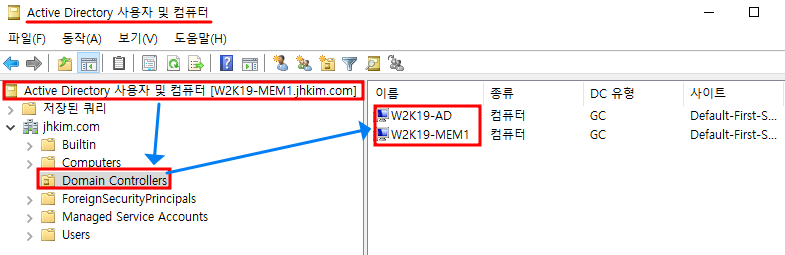 Active Directory 사용자 및 컴퓨터
파일(F) 동작(A) 보기(V) 도움말(H)
Active Directory 사용자 및 컴퓨터 [W2K19-MEM1.jhkim.com]
저장된 쿼리
jhkim.com
Builtin
Computers
Domain Controllers
ForeignSecurityPrincipals
Managed Service Accounts
Users
이름 종류 DC 유형 사이트
W2K19-AD 컴퓨터 GC Default-First-S...
W2K19-MEM1 컴퓨터 GC Default-First-S...